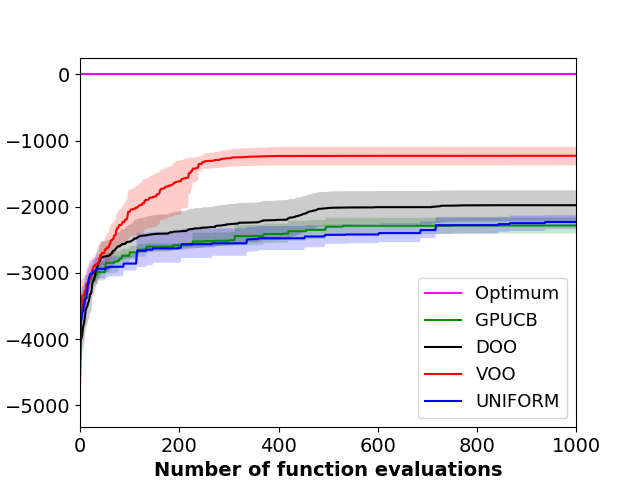 0
−1000
−2000
−3000
−4000
−5000
Optimum
GPUCB
DOO
VOO
UNIFORM
0 200 400 600 800 1000
Number of function evaluations